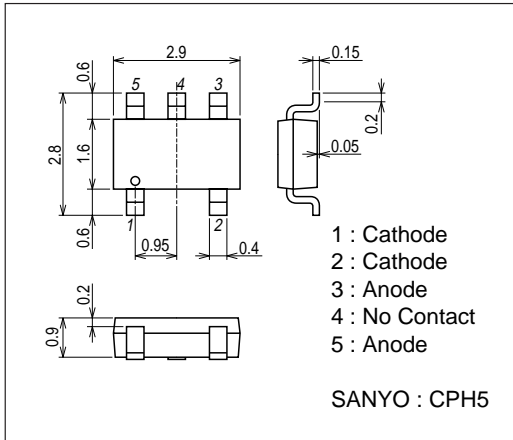 2.9
0.15
0.6
5
4
3
0.2
2.8
1.6
0.05
0.6
1
2
0.95
0.4
1 : Cathode
2 : Cathode
3 : Anode
4 : No Contact
5 : Anode
0.2
0.9
SANYO : CPH5